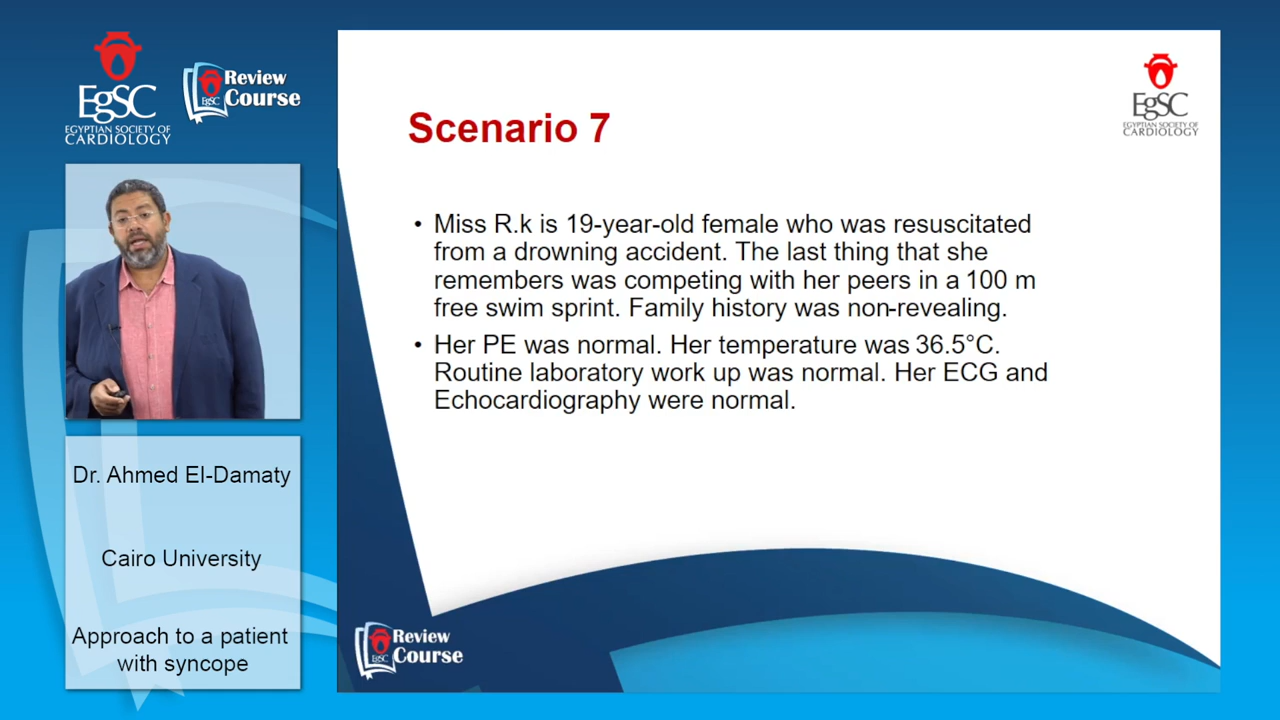 EgSC
EGYPTIAN SOCIETY OF
CARDIOLOGY
Review
Course
EgSC
EgSC
EGYPTIAN SOCIETY OF
CARDIOLOGY
Scenario 7
• Miss R.k is 19-year-old female who was resuscitated
from a drowning accident. The last thing that she
remembers was competing with her peers in a 100 m
free swim sprint. Family history was non-revealing.
• Her PE was normal. Her temperature was 36.5°C.
Routine laboratory work up was normal. Her ECG and
Echocardiography were normal.
Dr. Ahmed El-Damaty
Cairo University
Approach to a patient
with syncope
Review
Course
EgSC